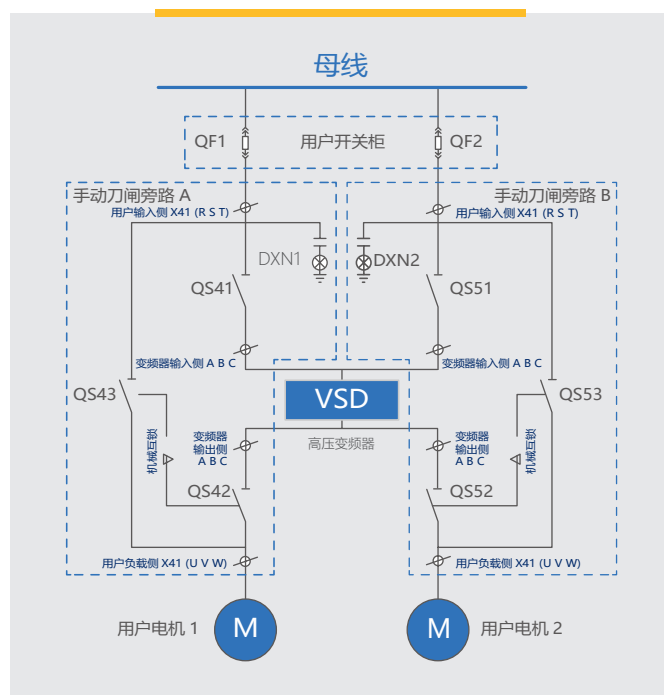 母线
QF1
用户开关柜
QF2
手动刀闸旁路 A
手动刀闸旁路 B
用户输入侧 X41 (R S T)
用户输入侧 X41 (R S T)
DXN1
DXN2
QS41
QS51
变频器输入侧 A B C
变频器输入侧 A B C
QS43
VSD
QS53
高压变频器
机械互锁
变频器
输出侧
A B C
变频器
输出侧
A B C
机械互锁
QS42
QS52
用户负载侧 X41 (U V W)
用户负载侧 X41 (U V W)
用户电机 1
M
M
用户电机 2